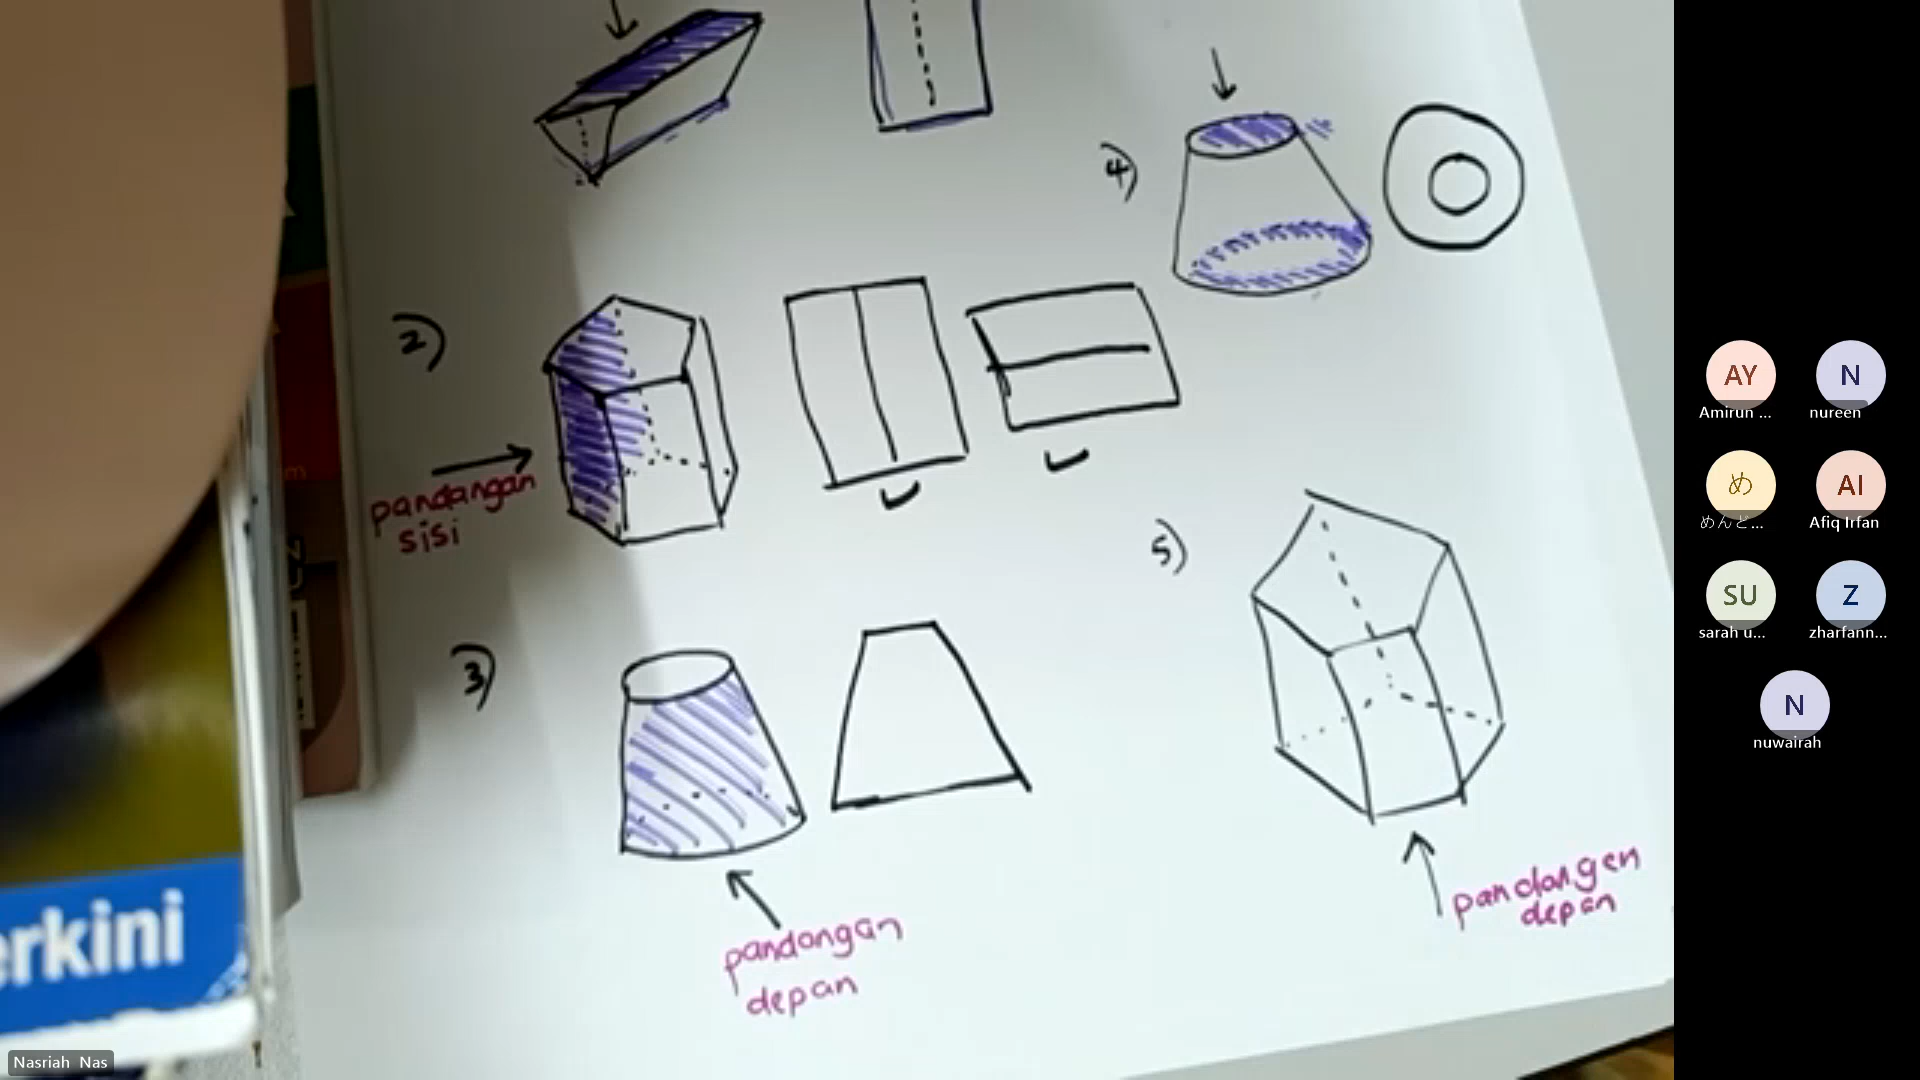 4)
2)
pandangan
sisi
5)
3)
pandangan
depan
pandangen
depan
erkini
Nasriah Nas
AY
Amirun ...
N
nureen
め
めんど...
AI
Afiq Irfan
SU
sarah u...
Z
zharfann...
N
nuwairah